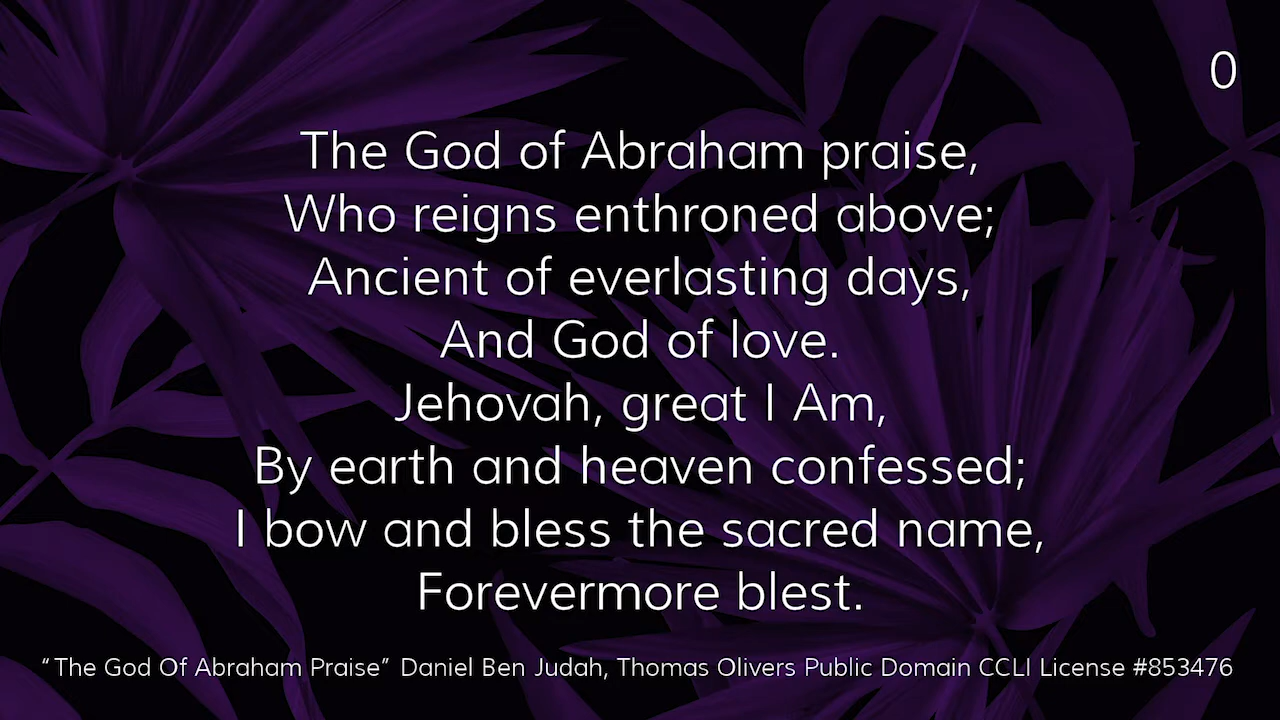 0
The God of Abraham praise,
Who reigns enthroned above;
Ancient of everlasting days,
And God of love.
Jehovah, great I Am,
By earth and heaven confessed;
I bow and bless the sacred name,
Forevermore blest.
“The God Of Abraham Praise” Daniel Ben Judah, Thomas Olivers Public Domain CCLI License #853476